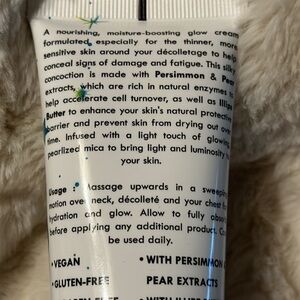 A nourishing, moisture-boosting glow cream
formulated especially for the thinner, more
sensitive skin around your décolletage to help
conceal signs of damage and fatigue. This silky
concoction is made with Persimmon & Pear
extracts, which are rich in natural enzymes to
help accelerate cell turnover, as well as Illipe
Butter to enhance your skin's natural protective
barrier and prevent skin from drying out over
time. Infused with a light touch of glowing
pearlized mica to bring light and luminosity to
your skin.
Usage : Massage upwards in a sweeping
motion over neck, décolleté and your chest for
hydration and glow. Allow to fully absorb
before applying any additional product. Can
be used daily.
•VEGAN
•GLUTEN-FREE
•WITH PERSIMMON
PEAR EXTRACTS